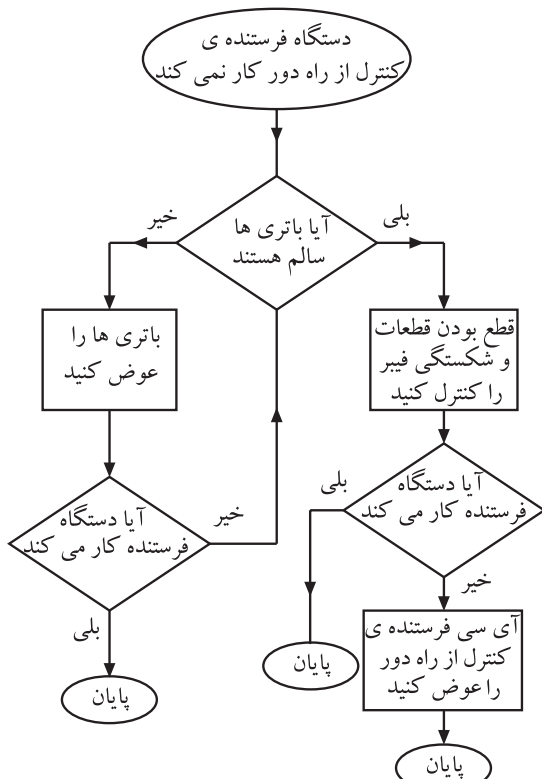 دستگاه فرستنده ی
کنترل از راه دور کار نمی کند
آیا باتری ها
سالم هستند
بلی
خیر
قطع بودن قطعات
و شکستگی فیبر
را کنترل کنید
باتری ها را
عوض کنید
آیا دستگاه
فرستنده کار می کند
بلی
خیر
آیا دستگاه
فرستنده کار می کند
خیر
بلی
آی سی فرستنده ی
کنترل از راه دور
را عوض کنید
پایان
پایان
پایان